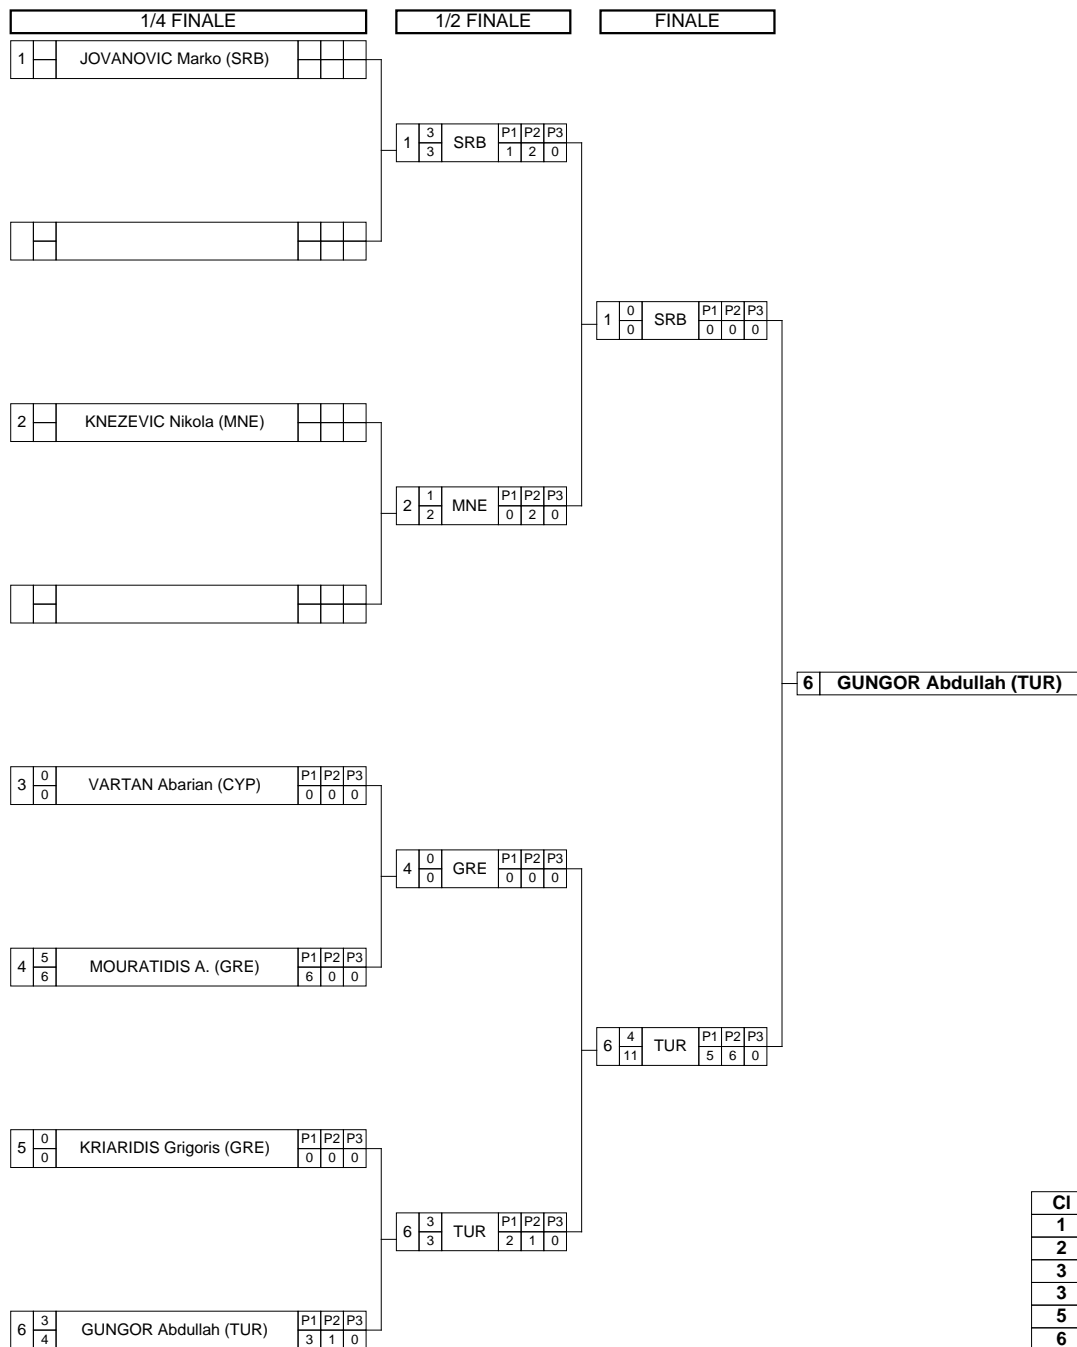 1/4 FINALE 1/2 FINALE FINALE
1 JOVANOVIC Marko (SRB)
1 3 SRB P1 P2 P3
3 1 2 0
1 0 SRB P1 P2 P3
0 0 0 0
2 KNEZEVIC Nikola (MNE)
2 1 MNE P1 P2 P3
2 0 2 0
6 GUNGOR Abdullah (TUR)
3 0 VARTAN Abarian (CYP) P1 P2 P3
0 0 0 0
4 0 GRE P1 P2 P3
0 0 0 0
4 5 MOURATIDIS A. (GRE) P1 P2 P3
6 6 0 0
6 4 TUR P1 P2 P3
11 5 6 0
5 0 KRIARIDIS Grigoris (GRE) P1 P2 P3
0 0 0 0
6 3 TUR P1 P2 P3
3 2 1 0
6 3 GUNGOR Abdullah (TUR) P1 P2 P3
4 3 1 0
Cl
1
2
3
3
5
6